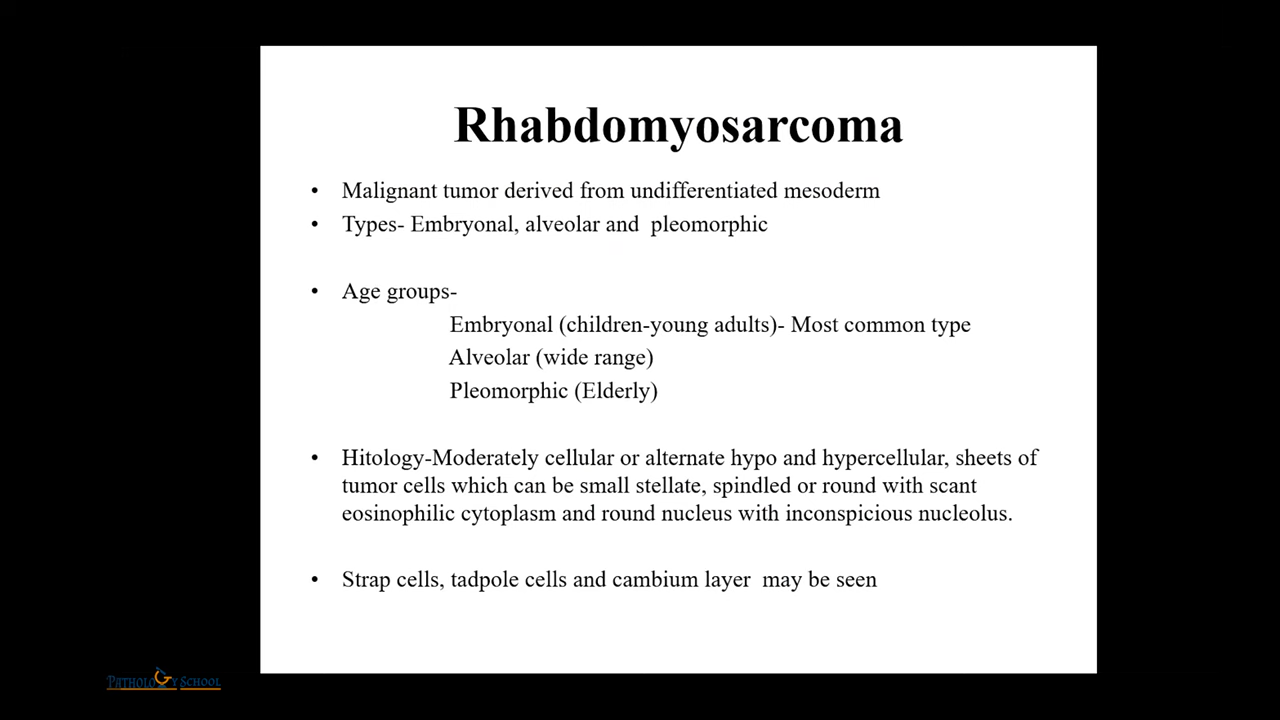 Rhabdomyosarcoma
• Malignant tumor derived from undifferentiated mesoderm
• Types- Embryonal, alveolar and pleomorphic
• Age groups-
Embryonal (children-young adults)- Most common type
Alveolar (wide range)
Pleomorphic (Elderly)
• Hitology-Moderately cellular or alternate hypo and hypercellular, sheets of
tumor cells which can be small stellate, spindled or round with scant
eosinophilic cytoplasm and round nucleus with inconspicious nucleolus.
• Strap cells, tadpole cells and cambium layer may be seen
PATHOLOGY SCHOOL